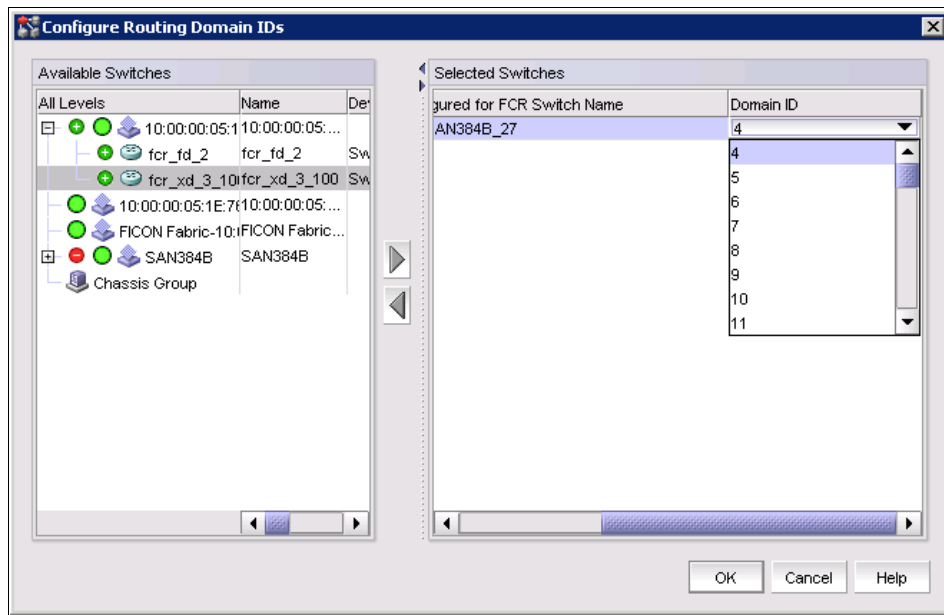 Configure Routing Domain IDs
Available Switches
All Levels Name De
10:00:00:05:1 10:00:00:05:...
fcr_fd_2 fcr_fd_2 Sw
fcr_xd_3_10 fcr_xd_3_100 Sw
10:00:00:05:1E:7 10:00:00:05:...
FICON Fabric-10: FICON Fabric...
SAN384B SAN384B
Chassis Group
Selected Switches
gured for FCR Switch Name Domain ID
AN384B_27 4
4
5
6
7
8
9
10
11
OK Cancel Help